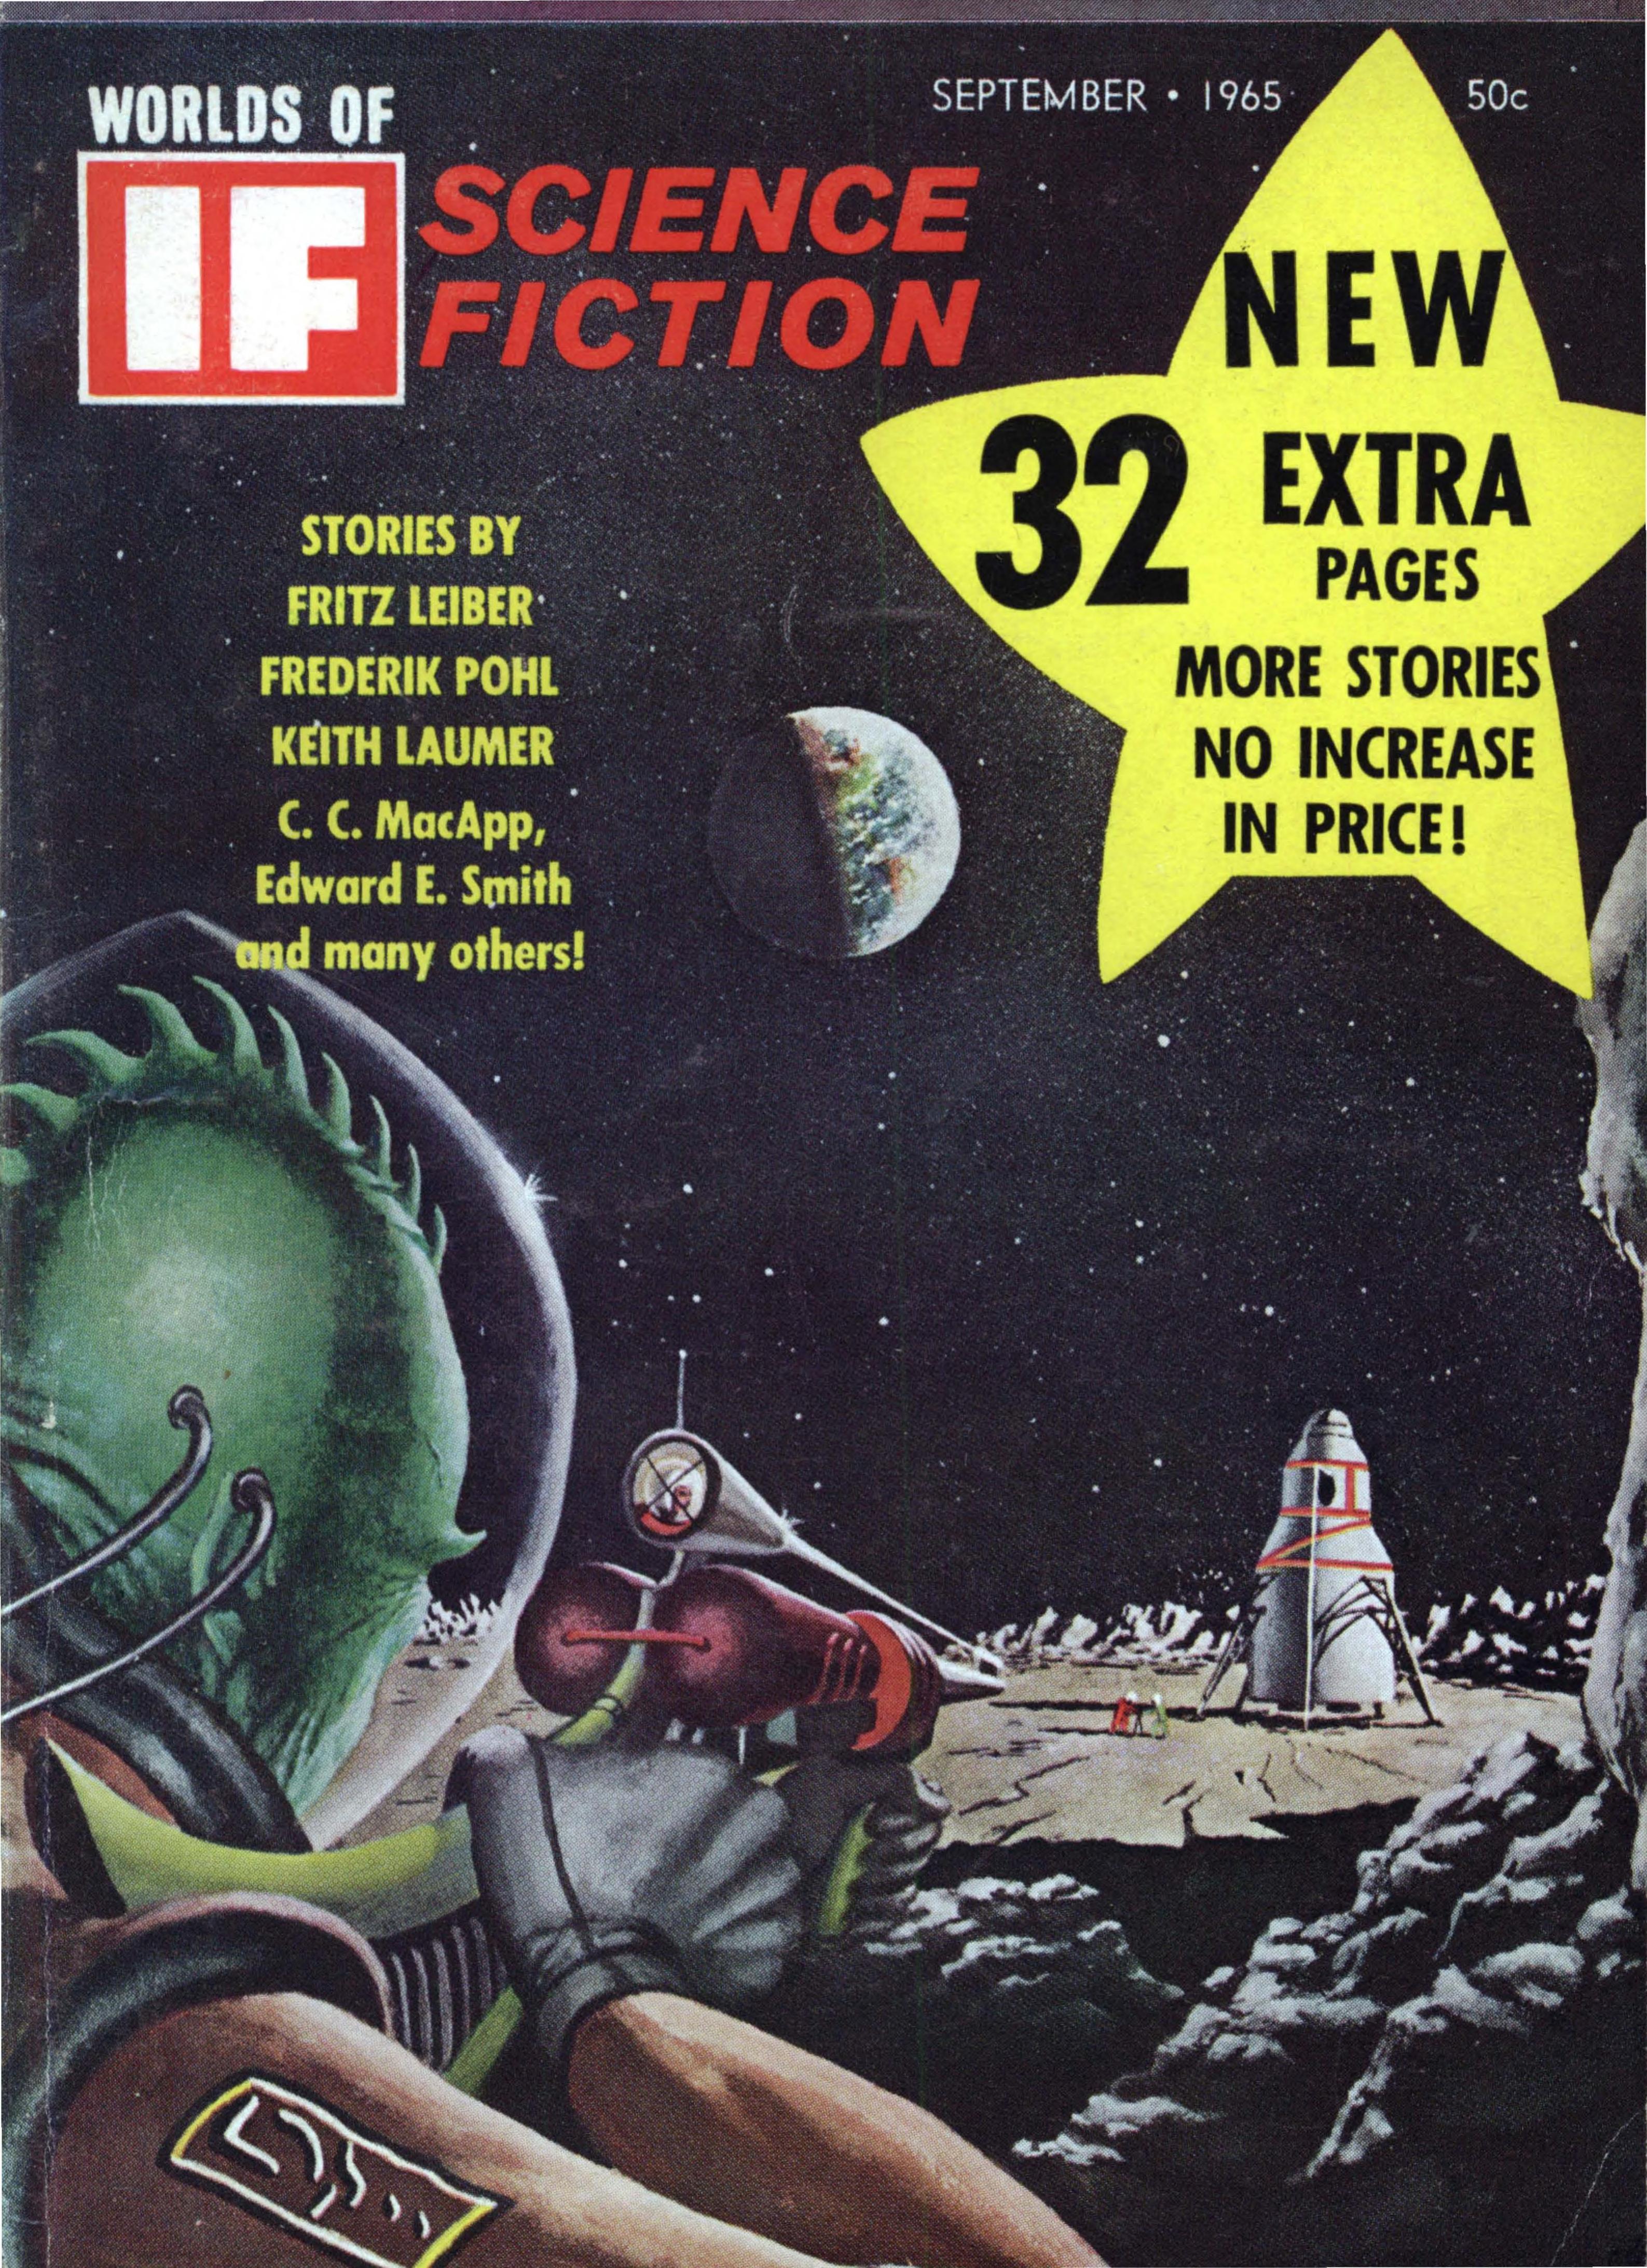 WORLDS OF
IF
SCIENCE
FICTION
SEPTEMBER • 1965
50c
NEW
32 EXTRA
PAGES
MORE STORIES
NO INCREASE
IN PRICE!
STORIES BY
FRITZ LEIBER
FREDERIK POHL
KEITH LAUMER
C. C. MacApp,
Edward E. Smith
and many others!